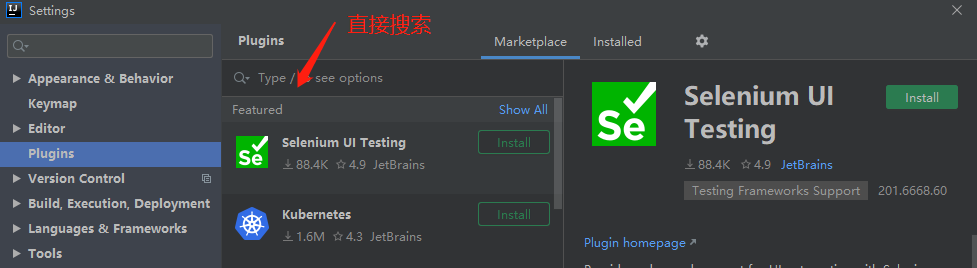 IJ Settings
直接搜索
Plugins
Marketplace
Installed
Type / see options
Appearance & Behavior
Keymap
Editor
Plugins
Version Control
Build, Execution, Deployment
Languages & Frameworks
Tools
Featured
Show All
Se
Selenium UI Testing
Install
88.4K 4.9 JetBrains
Kubernetes
Install
1.6M 4.3 JetBrains
Se
Selenium UI
Testing
Install
88.4K 4.9 JetBrains
Testing Frameworks Support 201.6668.60
Plugin homepage